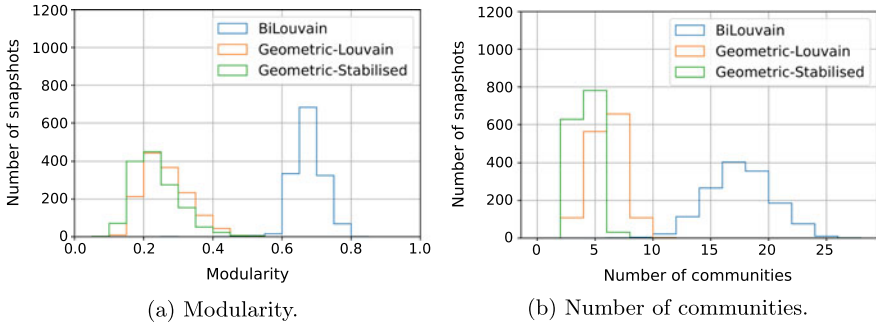 1200
1000
800
600
400
200
0
Number of snapshots
BiLouvain
Geometric-Louvain
Geometric-Stabilised
0.0 0.2 0.4 0.6 0.8 1.0
Modularity
(a) Modularity.
1200
1000
800
600
400
200
0
Number of snapshots
BiLouvain
Geometric-Louvain
Geometric-Stabilised
0 5 10 15 20 25
Number of communities
(b) Number of communities.